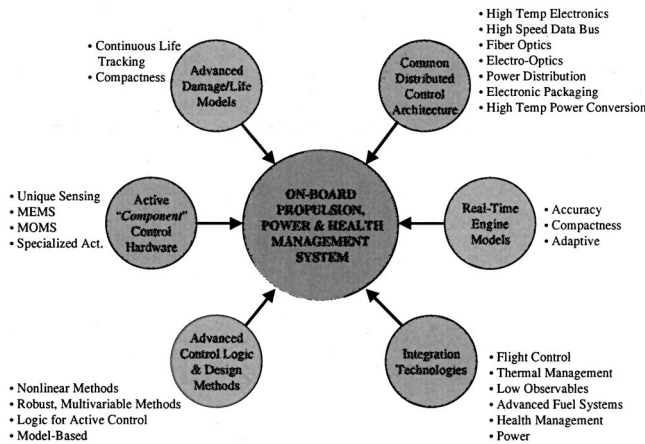 • Continuous Life
Tracking
• Compactness
Advanced
Damage/Life
Models
Common
Distributed
Control
Architecture
• High Temp Electronics
• High Speed Data Bus
• Fiber Optics
• Electro-Optics
• Power Distribution
• Electronic Packaging
• High Temp Power Conversion
• Unique Sensing
• MEMS
• MOMS
• Specialized Act.
Active
"Component"
Control
Hardware
ON-BOARD
PROPULSION,
POWER & HEALTH
MANAGEMENT
SYSTEM
Real-Time
Engine
Models
• Accuracy
• Compactness
• Adaptive
Advanced
Control Logic
& Design
Methods
• Nonlinear Methods
• Robust, Multivariable Methods
• Logic for Active Control
• Model-Based
Integration
Technologies
• Flight Control
• Thermal Management
• Low Observables
• Advanced Fuel Systems
• Health Management
• Power